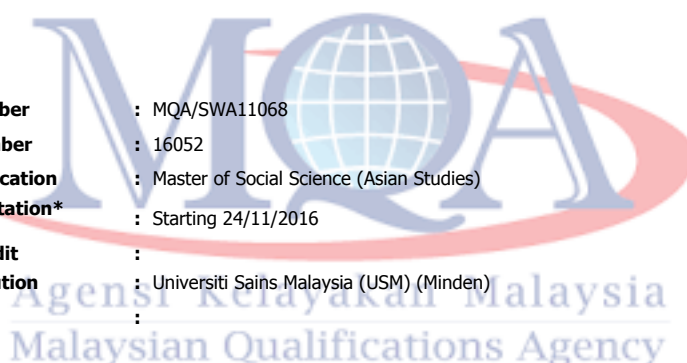 MQA
ber : MQA/SWA11068
ber : 16052
cation : Master of Social Science (Asian Studies)
tation* : Starting 24/11/2016
dit :
ution : Universiti Sains Malaysia (USM) (Minden)
:
Agensi Kelayakan Malaysia
Malaysian Qualifications Agency